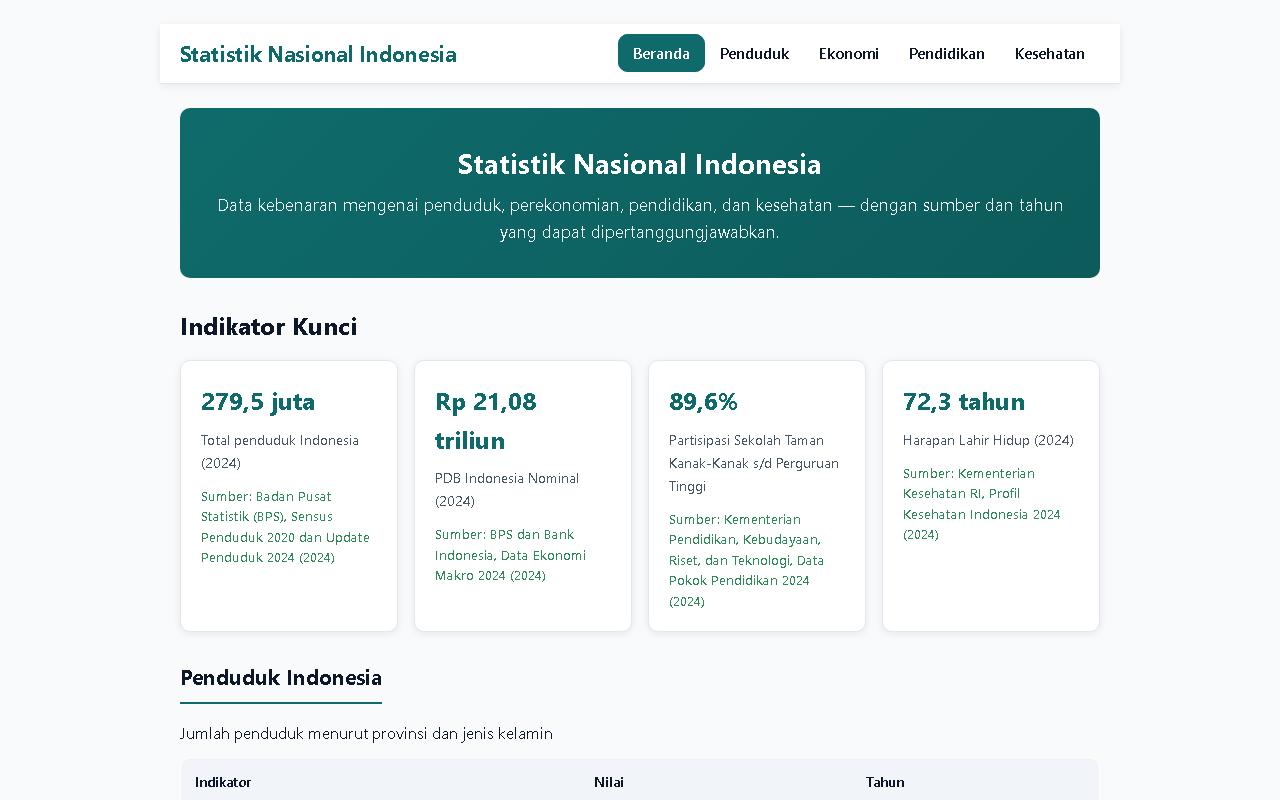 Statistik Nasional Indonesia
Beranda
Penduduk
Ekonomi
Pendidikan
Kesehatan
Statistik Nasional Indonesia
Data kebenaran mengenai penduduk, perekonomian, pendidikan, dan kesehatan — dengan sumber dan tahun
yang dapat dipertanggungjawabkan.
Indikator Kunci
279,5 juta
Total penduduk Indonesia
(2024)
Sumber: Badan Pusat
Statistik (BPS), Sensus
Penduduk 2020 dan Update
Penduduk 2024 (2024)
Rp 21,08
triliun
PDB Indonesia Nominal
(2024)
Sumber: BPS dan Bank
Indonesia, Data Ekonomi
Makro 2024 (2024)
89,6%
Partisipasi Sekolah Taman
Kanak-Kanak s/d Perguruan
Tinggi
Sumber: Kementerian
Pendidikan, Kebudayaan,
Riset, dan Teknologi, Data
Pokok Pendidikan 2024
(2024)
72,3 tahun
Harapan Lahir Hidup (2024)
Sumber: Kementerian
Kesehatan RI, Profil
Kesehatan Indonesia 2024
(2024)
Penduduk Indonesia
Jumlah penduduk menurut provinsi dan jenis kelamin
Indikator
Nilai
Tahun